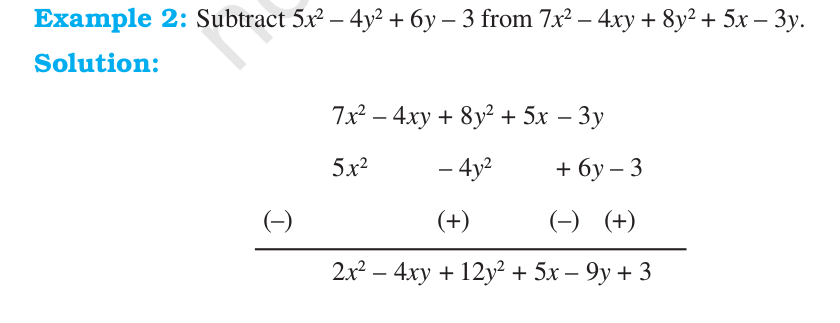 Example 2: Subtract 5x² – 4y² + 6y – 3 from 7x² – 4xy + 8y² + 5x – 3y.
Solution:
7x² – 4xy + 8y² + 5x – 3y
5x² – 4y² + 6y – 3
(–) (+) (–) (+)
2x² – 4xy + 12y² + 5x – 9y + 3